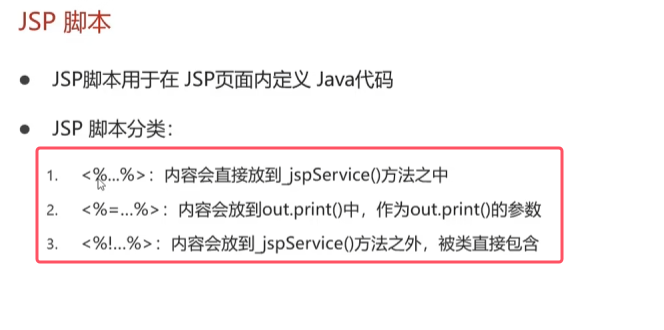 JSP 脚本
● JSP脚本用于在 JSP页面内定义 Java代码
● JSP 脚本分类：
1. <%...%>：内容会直接放到_jspService()方法之中
2. <%=...%>：内容会放到out.print()中，作为out.print()的参数
3. <%!...%>：内容会放到_jspService()方法之外，被类直接包含